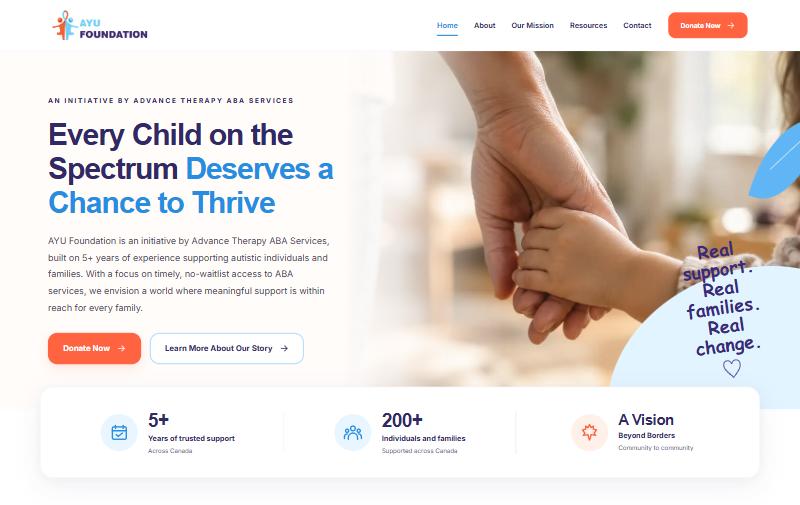 AYU
FOUNDATION
Home
About
Our Mission
Resources
Contact
Donate Now
AN INITIATIVE BY ADVANCE THERAPY ABA SERVICES
Every Child on the
Spectrum Deserves a
Chance to Thrive
AYU Foundation is an initiative by Advance Therapy ABA Services,
built on 5+ years of experience supporting autistic individuals and
families. With a focus on timely, no-waitlist access to ABA
services, we envision a world where meaningful support is within
reach for every family.
Donate Now
Learn More About Our Story
Real
support.
Real
families.
Real
change.
5+
Years of trusted support
Across Canada
200+
Individuals and families
Supported across Canada
A Vision
Beyond Borders
Community to community